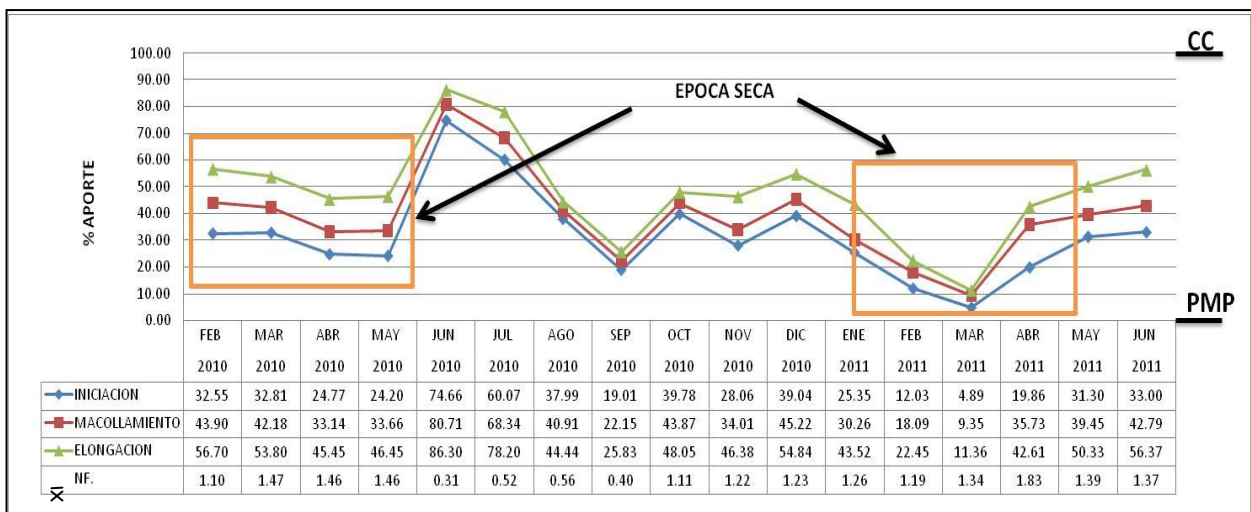 CC
100.00
90.00
EPOCA SECA
80.00
70.00
60.00
50.00
40.00
30.00
20.00
10.00
0.00
% APORTE
PMP
FEB MAR ABR MAY JUN JUL AGO SEP OCT NOV DIC ENE FEB MAR ABR MAY JUN
2010 2010 2010 2010 2010 2010 2010 2010 2010 2010 2010 2011 2011 2011 2011 2011 2011
INICIACION 32.55 32.81 24.77 24.20 74.66 60.07 37.99 19.01 39.78 28.06 39.04 25.35 12.03 4.89 19.86 31.30 33.00
MACOLLAMIENTO 43.90 42.18 33.14 33.66 80.71 68.34 40.91 22.15 43.87 34.01 45.22 30.26 18.09 9.35 35.73 39.45 42.79
ELONGACION 56.70 53.80 45.45 46.45 86.30 78.20 44.44 25.83 48.05 46.38 54.84 43.52 22.45 11.36 42.61 50.33 56.37
NF. 1.10 1.47 1.46 1.46 0.31 0.52 0.56 0.40 1.11 1.22 1.23 1.26 1.19 1.34 1.83 1.39 1.37
XI